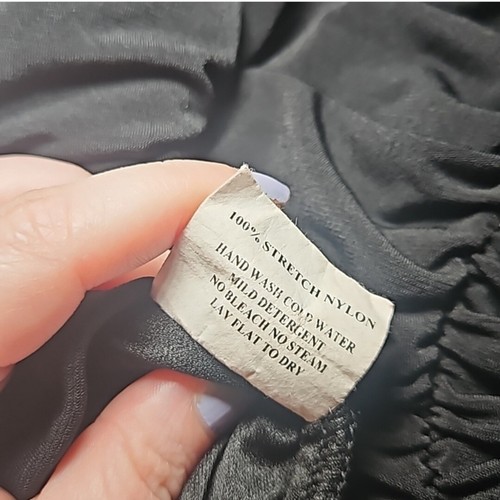 100% STRETCH NYLON
HAND WASH COLD WATER
MILD DETERGENT
NO BLEACH NO STEAM
LAY FLAT TO DRY